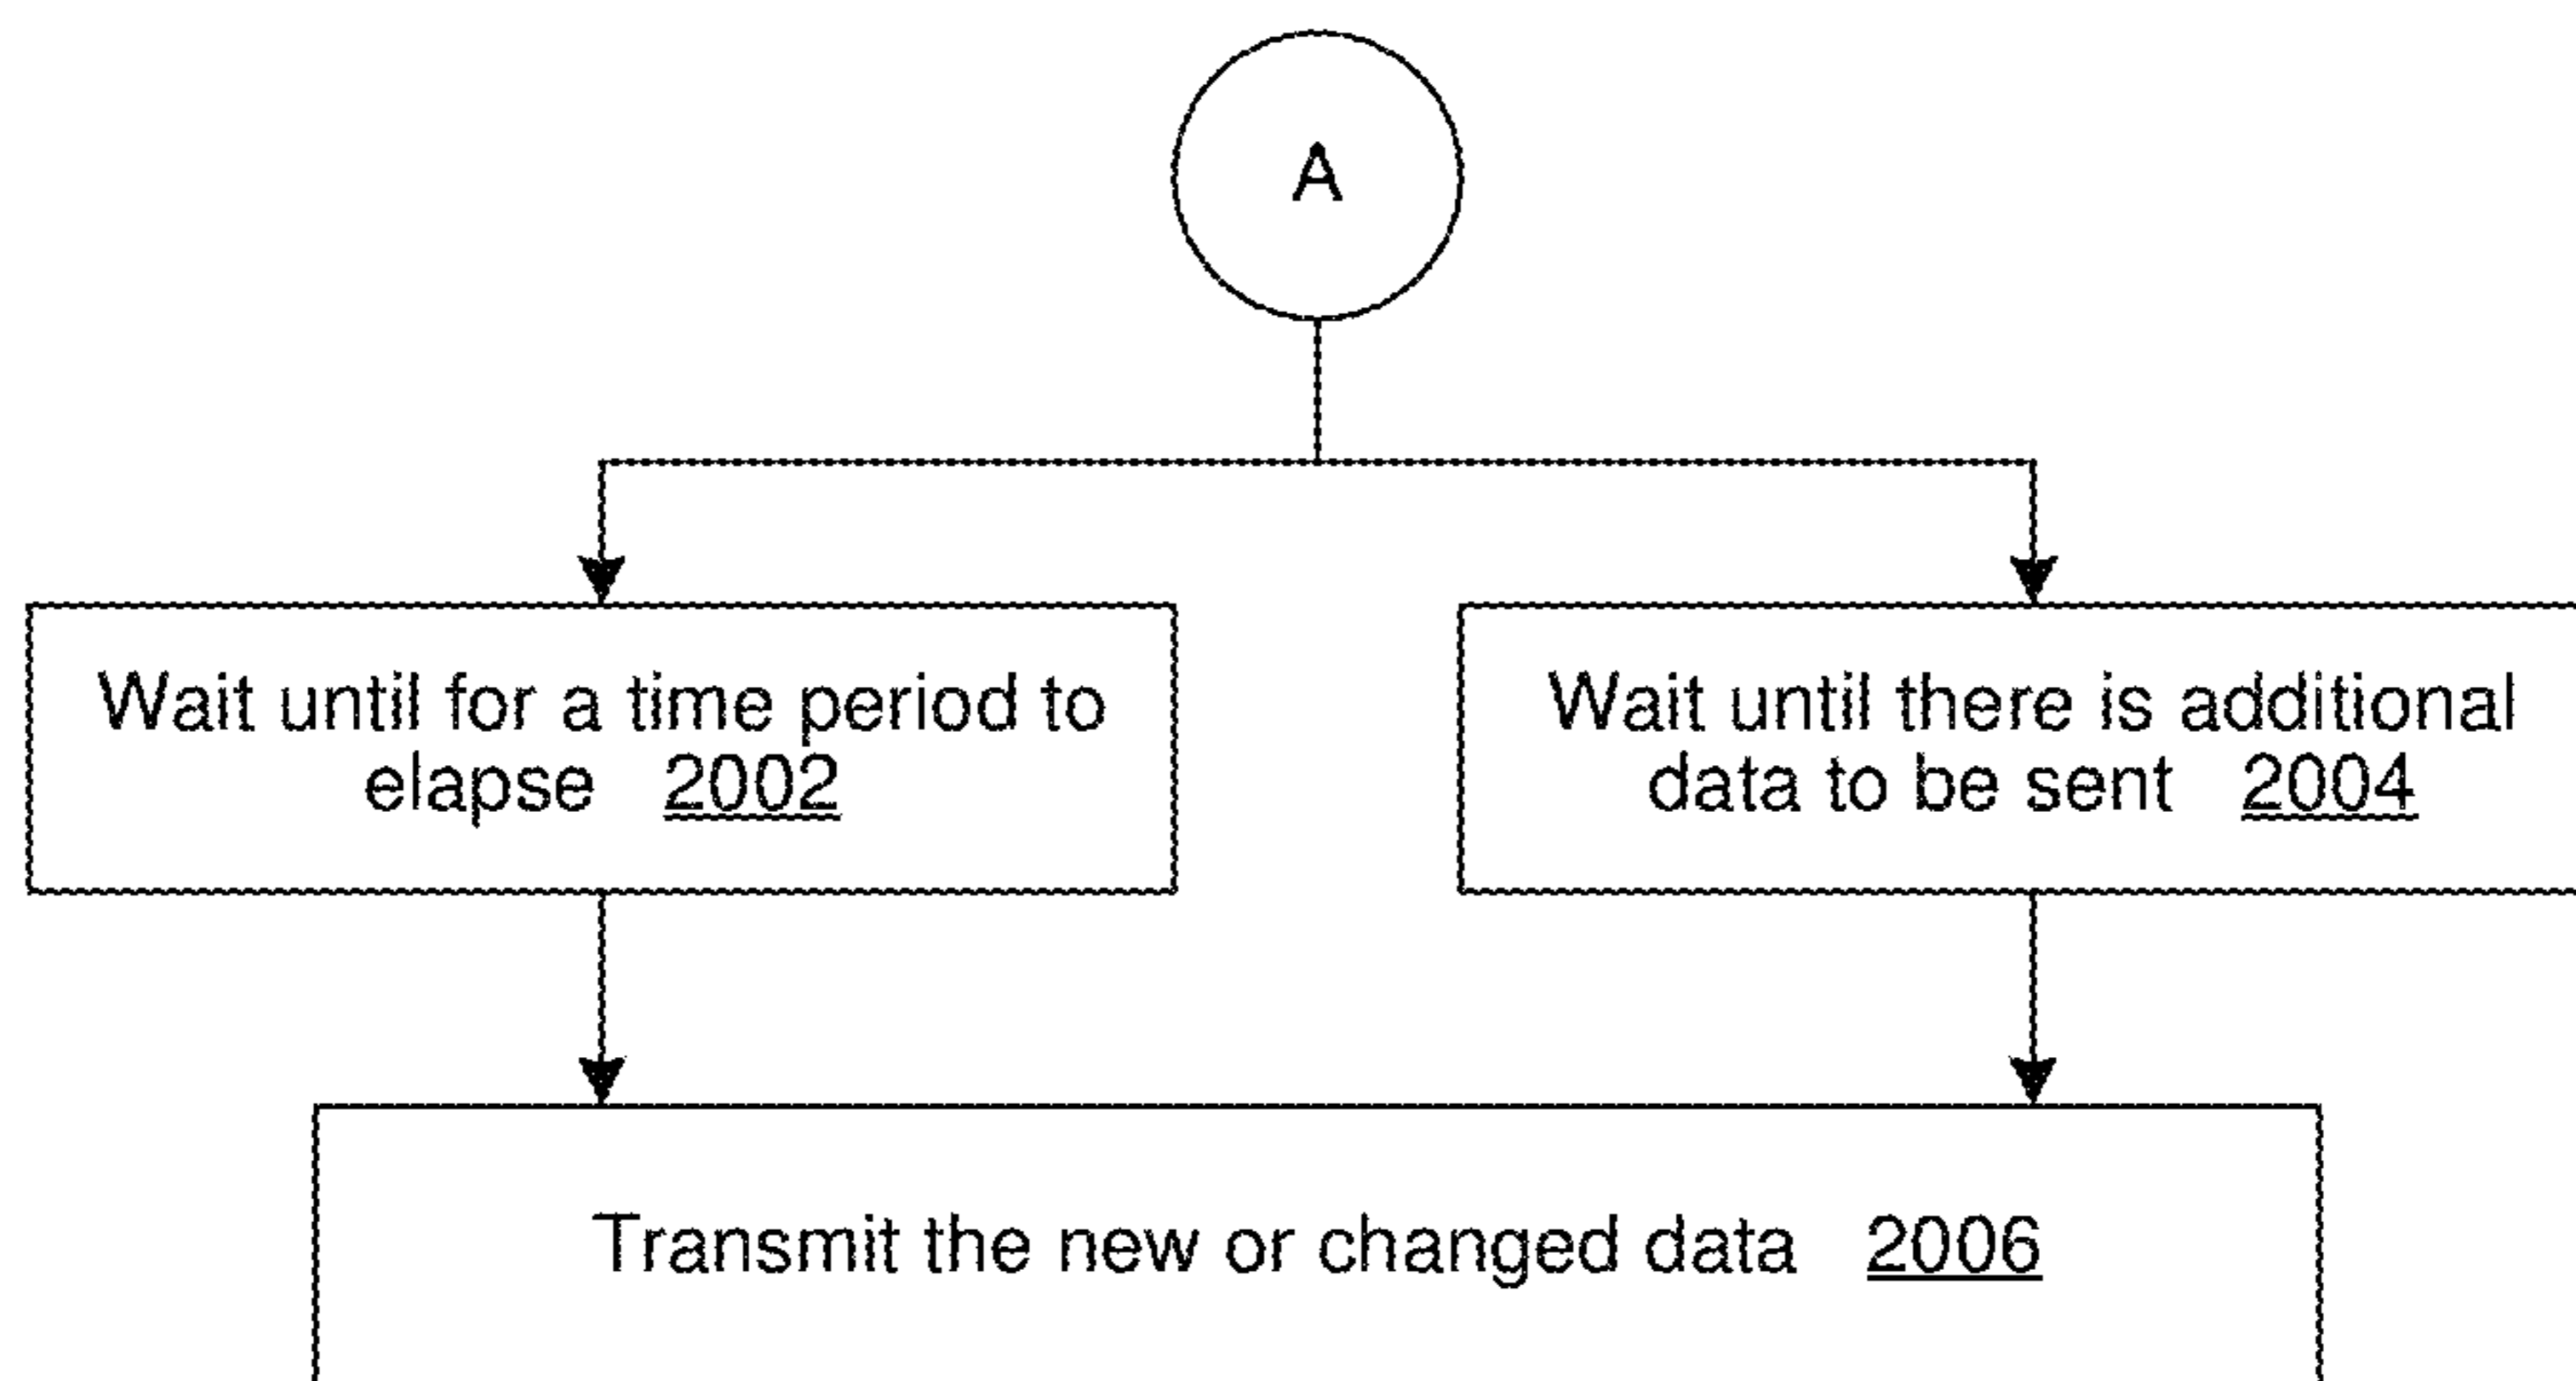 A
Wait until for a time period to
elapse 2002
Wait until there is additional
data to be sent 2004
Transmit the new or changed data 2006